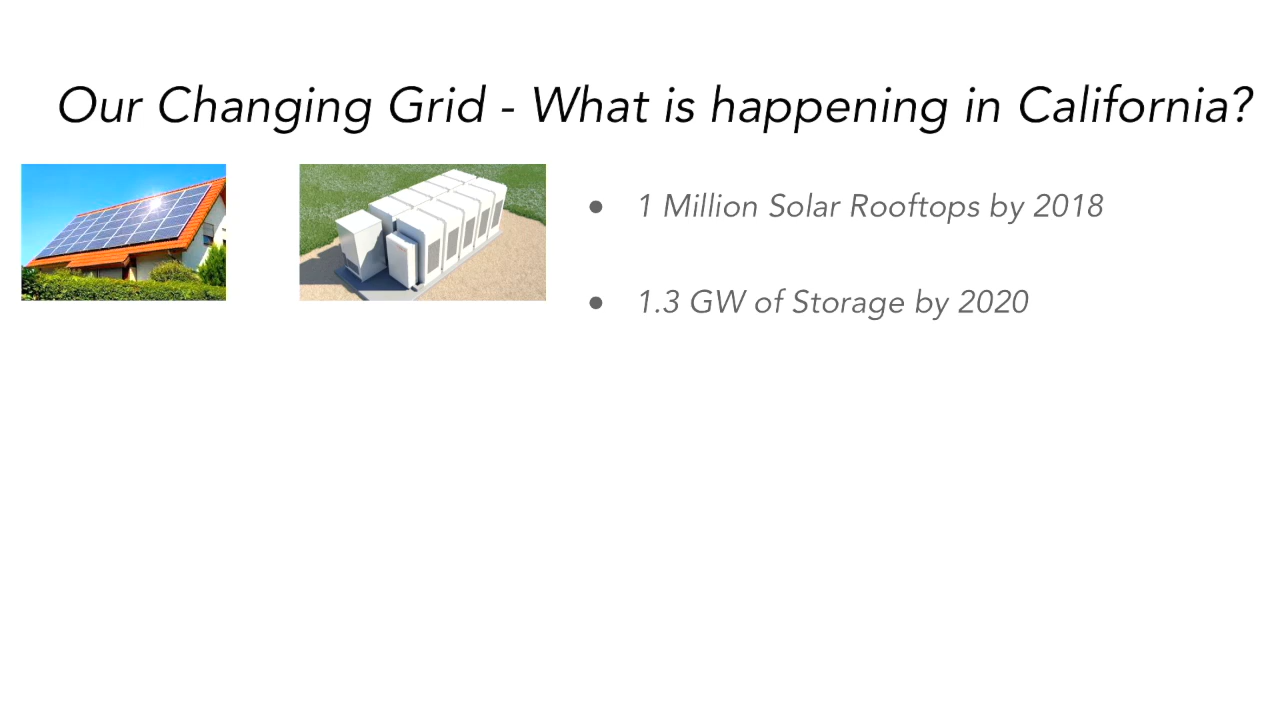 Our Changing Grid - What is happening in California?
● 1 Million Solar Rooftops by 2018
● 1.3 GW of Storage by 2020